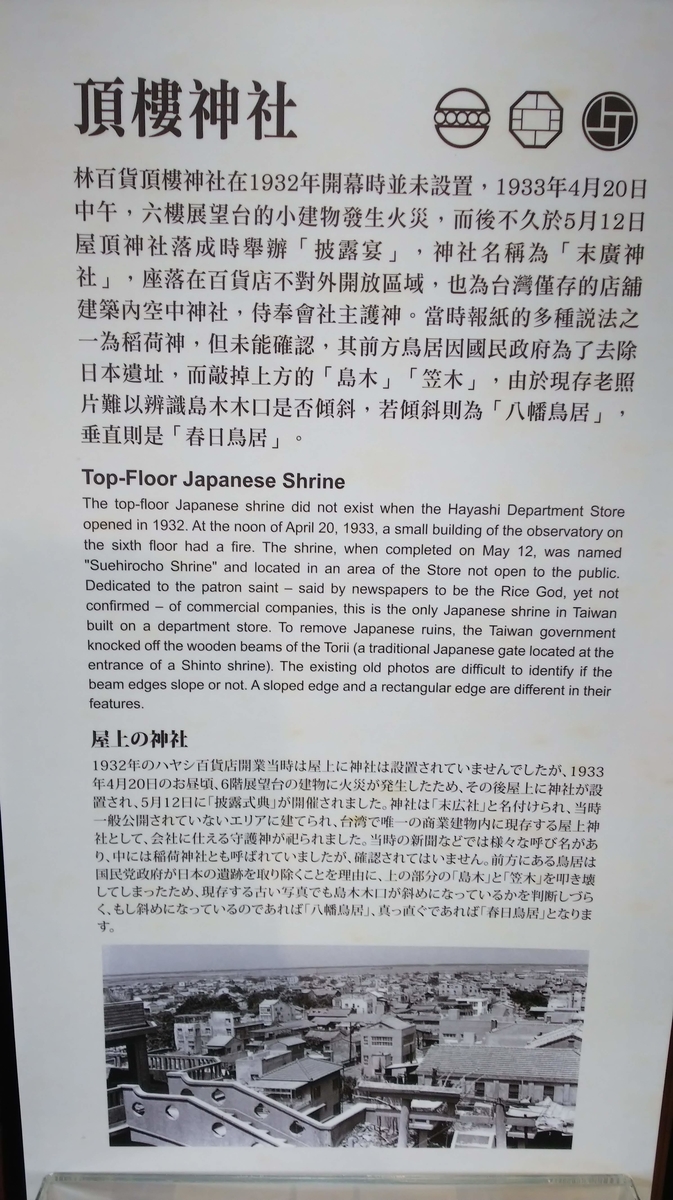 頂樓神社
林百貨頂樓神社在1932年開幕時並未設置，1933年4月20日
中午，六樓展望台的小建物發生火災，而後不久於5月12日
屋頂神社落成時舉辦「披露宴」，神社名稱為「末廣神
社」，座落在百貨店不對外開放區域，也為台灣僅存的店舖
建築內空中神社，侍奉會社主護神。當時報紙的多種說法之
一為稻荷神，但未能確認，其前方鳥居因國民政府為了去除
日本遺址，而敲掉上方的「島木」「笠木」，由於現存老照
片難以辨識島木木口是否傾斜，若傾斜則為「八幡鳥居」，
垂直則是「春日鳥居」。
Top-Floor Japanese Shrine
The top-floor Japanese shrine did not exist when the Hayashi Department Store
opened in 1932. At the noon of April 20, 1933, a small building of the observatory on
the sixth floor had a fire. The shrine, when completed on May 12, was named
"Suehirocho Shrine" and located in an area of the Store not open to the public.
Dedicated to the patron saint – said by newspapers to be the Rice God, yet not
confirmed – of commercial companies, this is the only Japanese shrine in Taiwan
built on a department store. To remove Japanese ruins, the Taiwan government
knocked off the wooden beams of the Torii (a traditional Japanese gate located at the
entrance of a Shinto shrine). The existing old photos are difficult to identify if the
beam edges slope or not. A sloped edge and a rectangular edge are different in their
features.
屋上の神社
1932年のハヤシ百貨店開業当時は屋上に神社は設置されていませんでしたが、1933
年4月20日のお昼頃、6階展望台の建物に火災が発生したため、その後屋上に神社が設
置され、5月12日に「披露式典」が開催されました。神社は「末広社」と名付けられ、当時
一般公開されていないエリアに建てられ、台湾で唯一の商業建物内に現存する屋上神
社として、会社に仕える守護神が祀られました。当時の新聞などでは様々な呼び名があ
り、中には稲荷神社とも呼ばれていましたが、確認されてはいません。前方にある鳥居は
国民党政府が日本の遺跡を取り除くことを理由に、上の部分の「島木」と「笠木」を叩き壊
してしまったため、現存する古い写真でも島木木口が斜めになっているかを判断しづら
く、もし斜めになっているのであれば「八幡鳥居」、真っ直ぐであれば「春日鳥居」となりま
す。